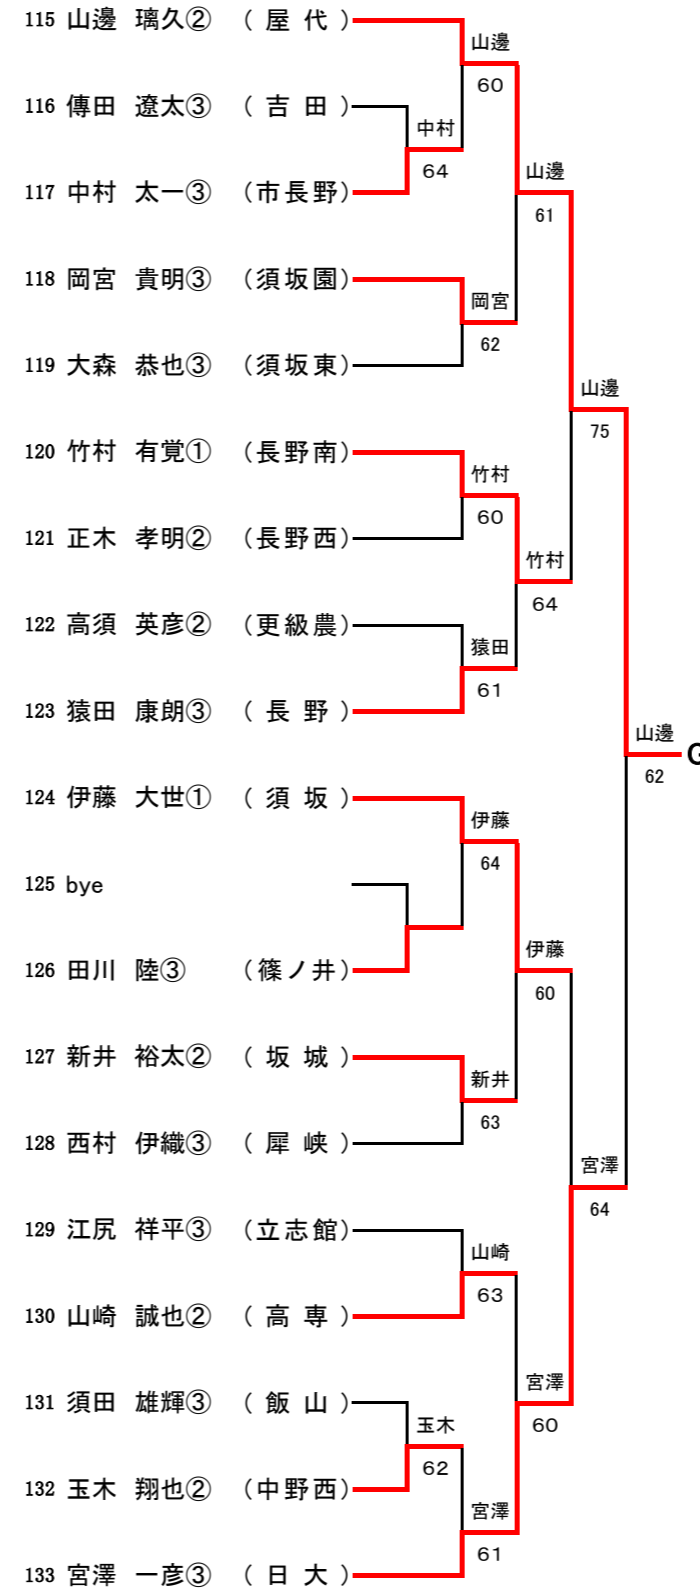 115 山邊 璃久② ( 屋 代 )
山邊
60
116 傳田 遼太③ ( 吉 田 )
中村
64
117 中村 太一③ (市長野)
山邊
61
118 岡宮 貴明③ (須坂園)
岡宮
62
119 大森 恭也③ (須坂東)
山邊
75
120 竹村 有覚① (長野南)
竹村
60
121 正木 孝明② (長野西)
竹村
64
122 高須 英彦② (更級農)
猿田
61
123 猿田 康朗③ ( 長 野 )
山邊
62
124 伊藤 大世① ( 須 坂 )
伊藤
64
125 bye
126 田川 陸③ (篠ノ井)
伊藤
60
127 新井 裕太② ( 坂 城 )
新井
63
128 西村 伊織③ ( 犀 峡 )
宮澤
64
129 江尻 祥平③ (立志館)
山崎
63
130 山崎 誠也② ( 高 専 )
宮澤
60
131 須田 雄輝③ ( 飯 山 )
玉木
62
132 玉木 翔也② (中野西)
宮澤
61
133 宮澤 一彦③ ( 日 大 )